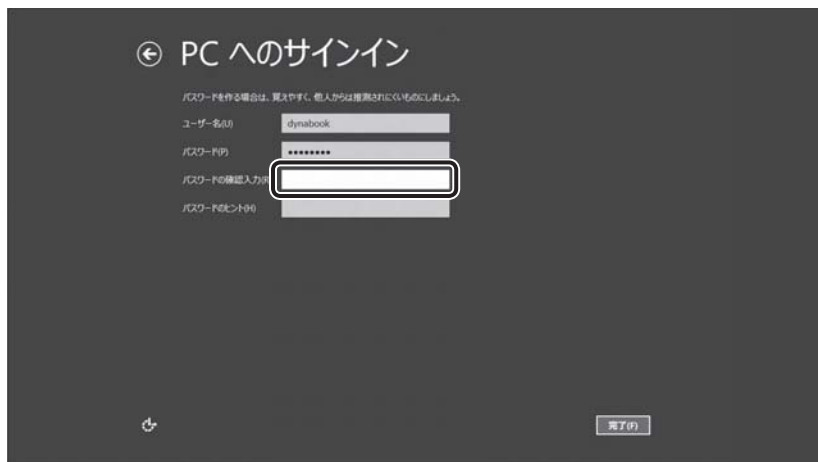 PC へのサインイン
パスワードを作る場合は、覚えやすく、他人からは推測されにくいものにしましょう。
ユーザー名(U)
dynabook
パスワード(P)
••••••••
パスワードの確認入力(R
パスワードのヒント(H)
完了(F)